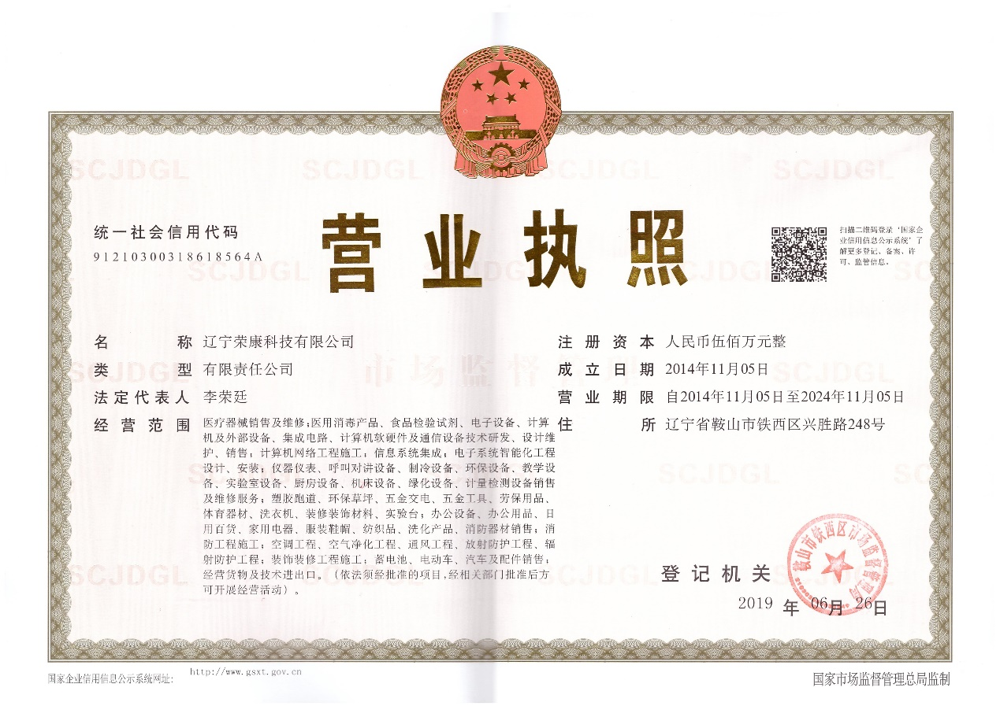 营业执照
统一社会信用代码
91210300318618564A
扫描二维码登录‘国家企
业信用信息公示系统’了
解更多登记、备案、许
可、监管信息。
名称 辽宁荣康科技有限公司
类型 有限责任公司
法定代表人 李荣廷
经营范围 医疗器械销售及维修;医用消毒产品、食品检验试剂、电子设备、计算
机及外部设备、集成电路、计算机软硬件及通信设备技术研发、设计维
护、销售；计算机网络工程施工；信息系统集成；电子系统智能化工程
设计、安装；仪器仪表、呼叫对讲设备、制冷设备、环保设备、教学设
备、实验室设备、厨房设备、机床设备、绿化设备、计量检测设备销售
及维修服务；塑胶跑道、环保草坪、五金交电、五金工具、劳保用品、
体育器材、洗衣机、装修装饰材料、实验台；办公设备、办公用品、日
用百货、家用电器、服装鞋帽、纺织品、洗化产品、消防器材销售；消
防工程施工；空调工程、空气净化工程、通风工程、放射防护工程、辐
射防护工程；装饰装修工程施工；蓄电池、电动车、汽车及配件销售；
经营货物及技术进出口。（依法须经批准的项目,经相关部门批准后方
可开展经营活动）。
注册资本 人民币伍佰万元整
成立日期 2014年11月05日
营业期限 自2014年11月05日至2024年11月05日
住所 辽宁省鞍山市铁西区兴胜路248号
登记机关
鞍山市铁西区市场监督管理局
2019 年 06月 26日
国家企业信用信息公示系统网址：
http://www.gsxt.gov.cn
国家市场监督管理总局监制
SCJDGL
市场监督管理